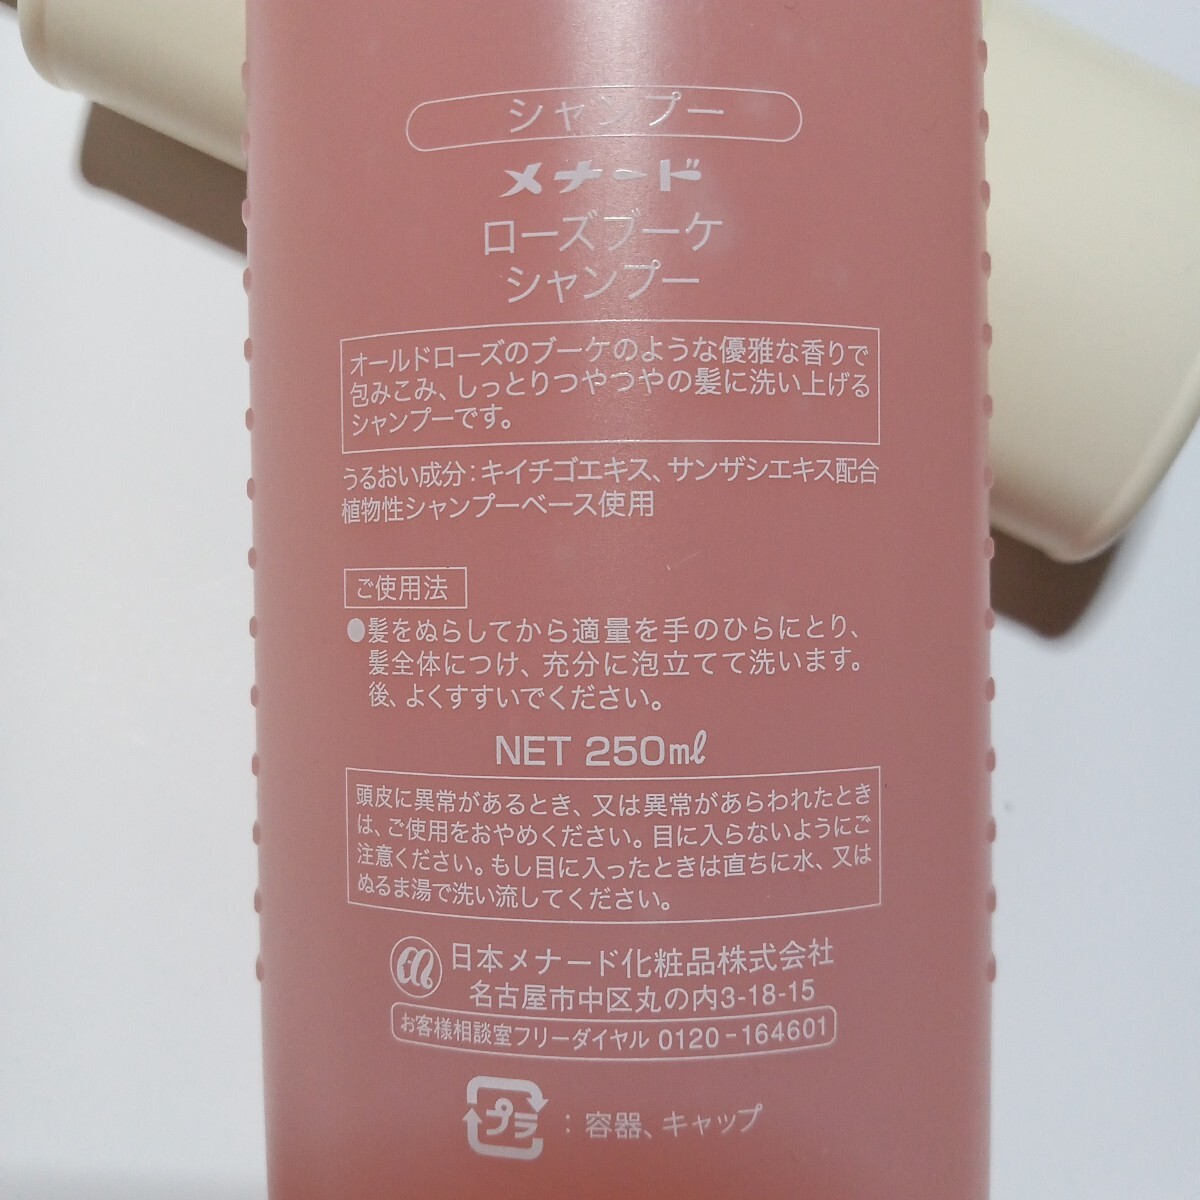 シャンプー
メナード
ローズブーケ
シャンプー
オールドローズのブーケのような優雅な香りで
包みこみ、しっとりつやつやの髪に洗い上げる
シャンプーです。
うるおい成分：キイチゴエキス、サンザシエキス配合
植物性シャンプーベース使用
ご使用法
●髪をぬらしてから適量を手のひらにとり、
髪全体につけ、充分に泡立てて洗います。
後、よくすすいでください。
NET 250mℓ
頭皮に異常があるとき、又は異常があらわれたとき
は、ご使用をおやめください。目に入らないようにご
注意ください。もし目に入ったときは直ちに水、又は
ぬるま湯で洗い流してください。
日本メナード化粧品株式会社
名古屋市中区丸の内3-18-15
お客様相談室フリーダイヤル 0120-164601
プラ：容器、キャップ